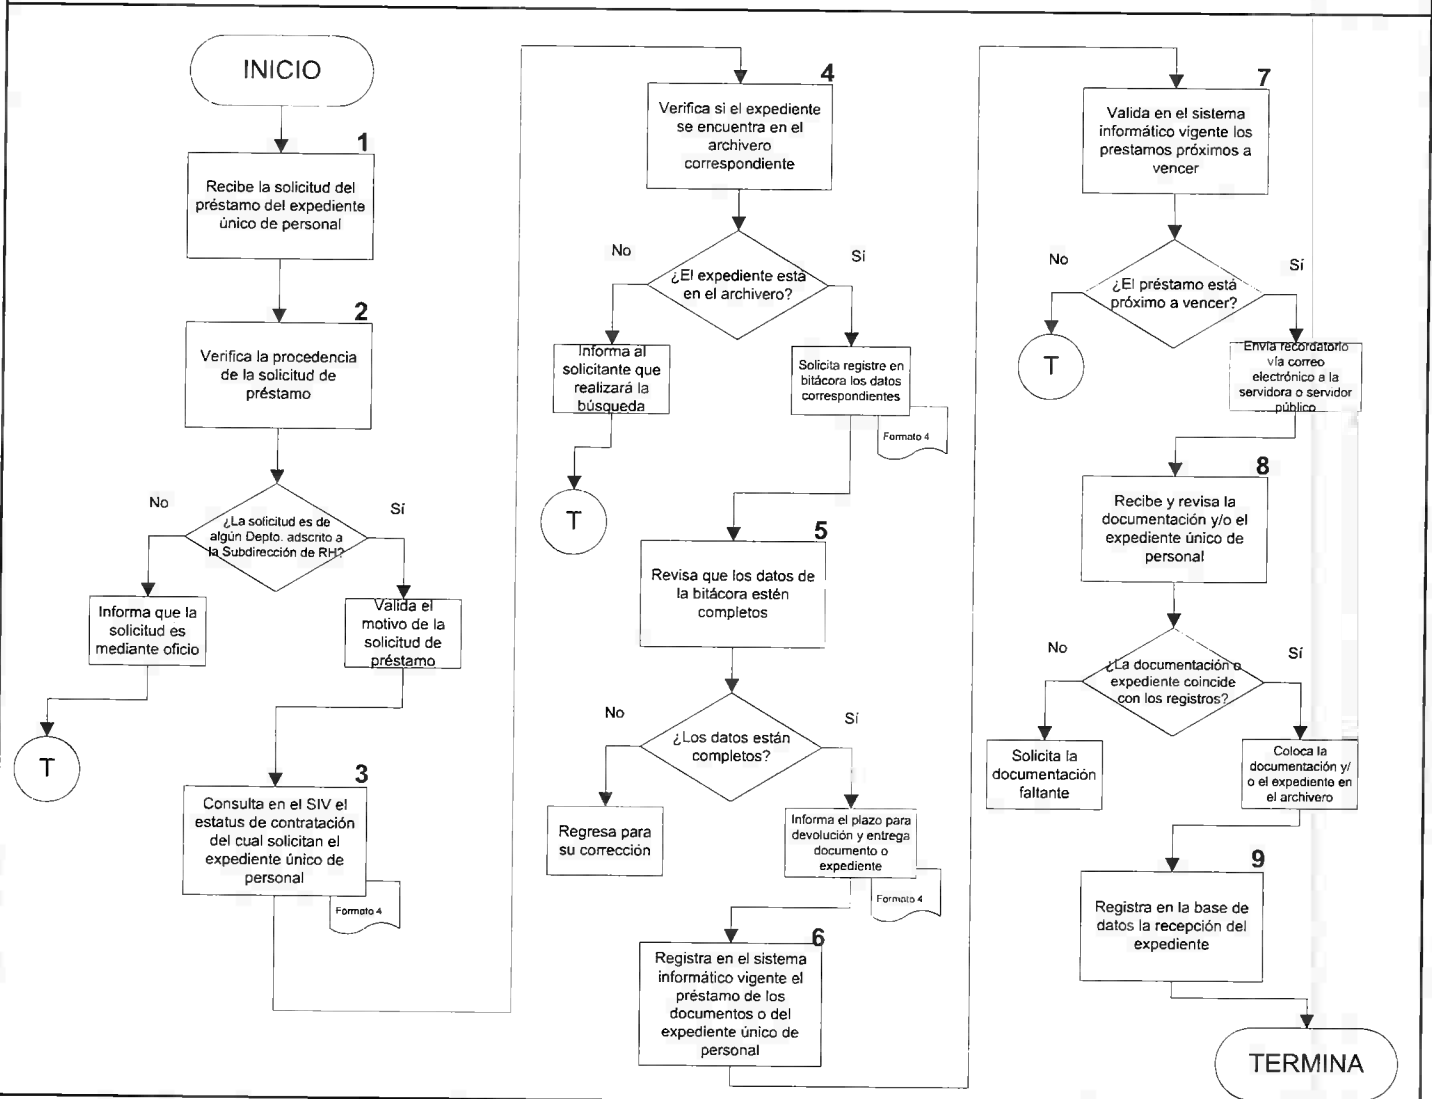 INICIO
1
Recibe la solicitud del
préstamo del expediente
único de personal
2
Verifica la procedencia
de la solicitud de
préstamo
No
Sí
¿La solicitud es de
algún Depto. adscrito a
la Subdirección de RH?
Informa que la
solicitud es
mediante oficio
Valida el
motivo de la
solicitud de
préstamo
T
3
Consulta en el SIV el
estatus de contratación
del cual solicitan el
expediente único de
personal
Formato 4
4
Verifica si el expediente
se encuentra en el
archivero
correspondiente
No
Sí
¿El expediente está
en el archivero?
Informa al
solicitante que
realizará la
búsqueda
Solicita registre en
bitácora los datos
correspondientes
Formato 4
T
5
Revisa que los datos de
la bitácora estén
completos
No
Sí
¿Los datos están
completos?
Regresa para
su corrección
Informa el plazo para
devolución y entrega
documento o
expediente
Formato 4
6
Registra en el sistema
informático vigente el
préstamo de los
documentos o del
expediente único de
personal
7
Valida en el sistema
informático vigente los
prestamos próximos a
vencer
No
Sí
¿El préstamo está
próximo a vencer?
T
Envía recordatorio
vía correo
electrónico a la
servidora o servidor
público
8
Recibe y revisa la
documentación y/o el
expediente único de
personal
No
Sí
¿La documentación o
expediente coincide
con los registros?
Solicita la
documentación
faltante
Coloca la
documentación y/
o el expediente en
el archivero
9
Registra en la base de
datos la recepción del
expediente
TERMINA